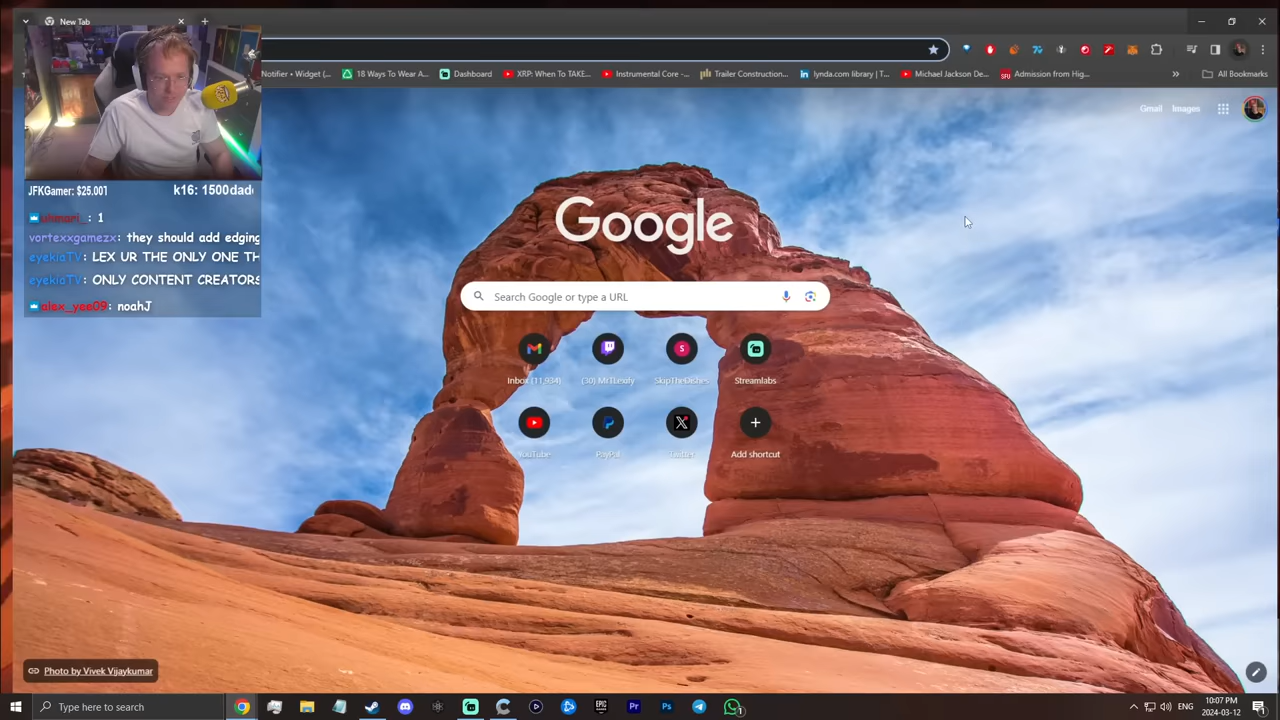 New Tab
Notifier • Widget (...
18 Ways To Wear A...
Dashboard
XRP: When To TAKE...
Instrumental Core -...
Trailer Construction...
lynda.com library | T...
Michael Jackson De...
Admission from Hig...
All Bookmarks
Gmail
Images
JFKGamer: $25.001
k16: 1500dad
: 1
vortexxgamezx: they should add edging
eyekiaTV: LEX UR THE ONLY ONE TH
eyekiaTV: ONLY CONTENT CREATORS
alex_yee09: noahJ
Google
Search Google or type a URL
Inbox (11,934)
(30) MrTLexify
SkipTheDishes
Streamlabs
YouTube
PayPal
Twitter
Add shortcut
Photo by Vivek Vijaykumar
Type here to search
ENG
10:07 PM
2024-03-12